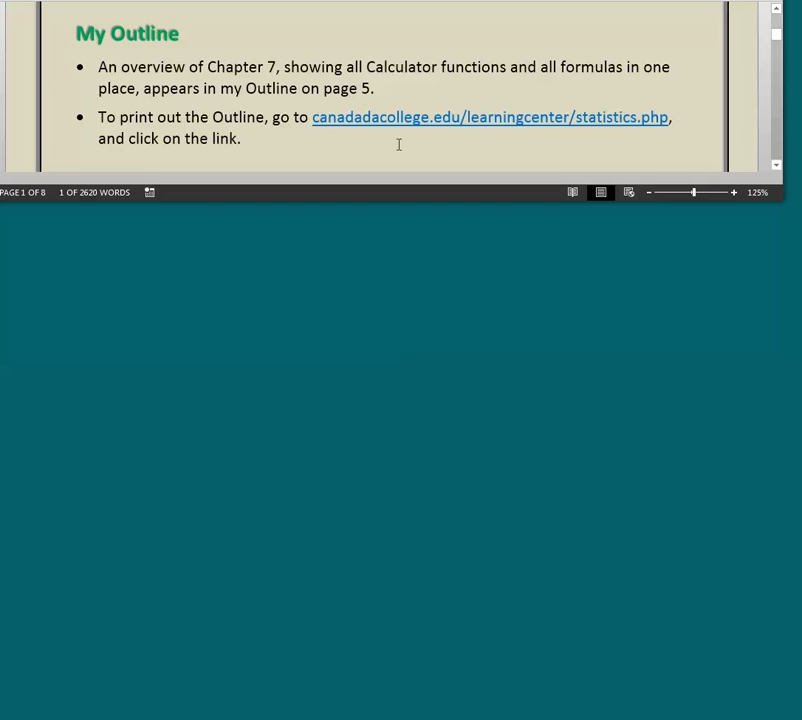 My Outline
• An overview of Chapter 7, showing all Calculator functions and all formulas in one
place, appears in my Outline on page 5.
• To print out the Outline, go to canadadacollege.edu/learningcenter/statistics.php,
and click on the link.
PAGE 1 OF 8 1 OF 2620 WORDS 125%